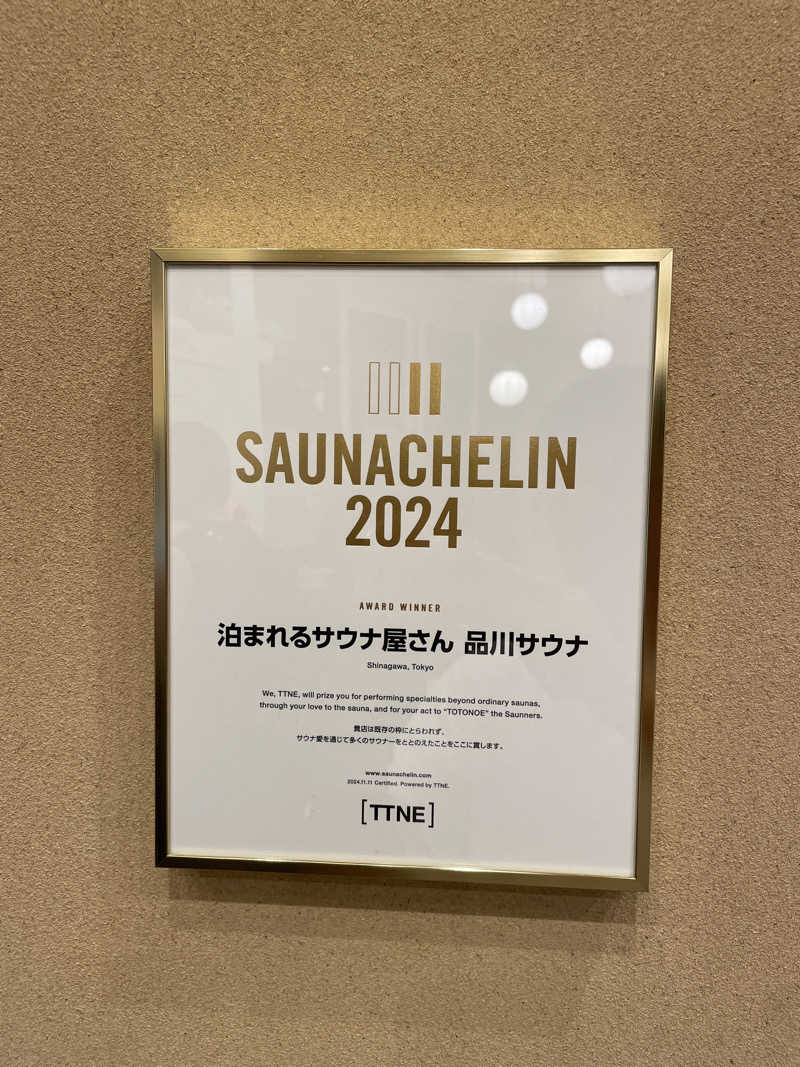 SAUNACHELIN
2024
AWARD WINNER
泊まれるサウナ屋さん 品川サウナ
Shinagawa, Tokyo
We, TTNE, will prize you for performing specialties beyond ordinary saunas,
through your love to the sauna, and for your act to "TOTONOE" the Saunners.
貴店は既存の枠にとらわれず、
サウナ愛を通じて多くのサウナーをととのえたことをここに賞します。
www.saunachelin.com
2024.11.11 Certified. Powered by TTNE.
[TTNE]